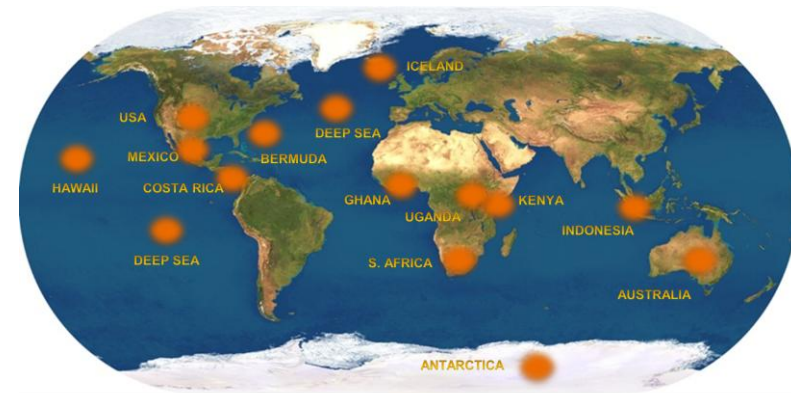 ICELAND
USA
DEEP SEA
MEXICO
BERMUDA
HAWAII
COSTA RICA
GHANA
KENYA
UGANDA
INDONESIA
DEEP SEA
S. AFRICA
AUSTRALIA
ANTARCTICA